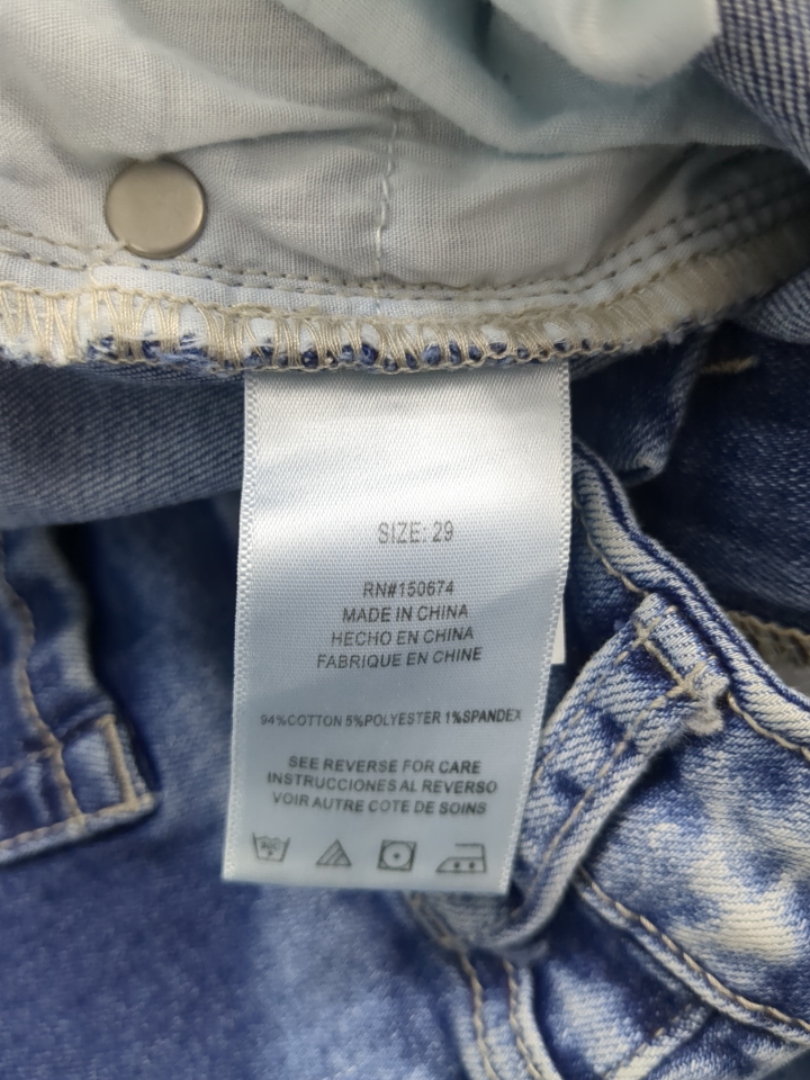 SIZE: 29
RN#150674
MADE IN CHINA
HECHO EN CHINA
FABRIQUE EN CHINE
94%COTTON 5%POLYESTER 1%SPANDEX
SEE REVERSE FOR CARE
INSTRUCCIONES AL REVERSO
VOIR AUTRE COTE DE SOINS